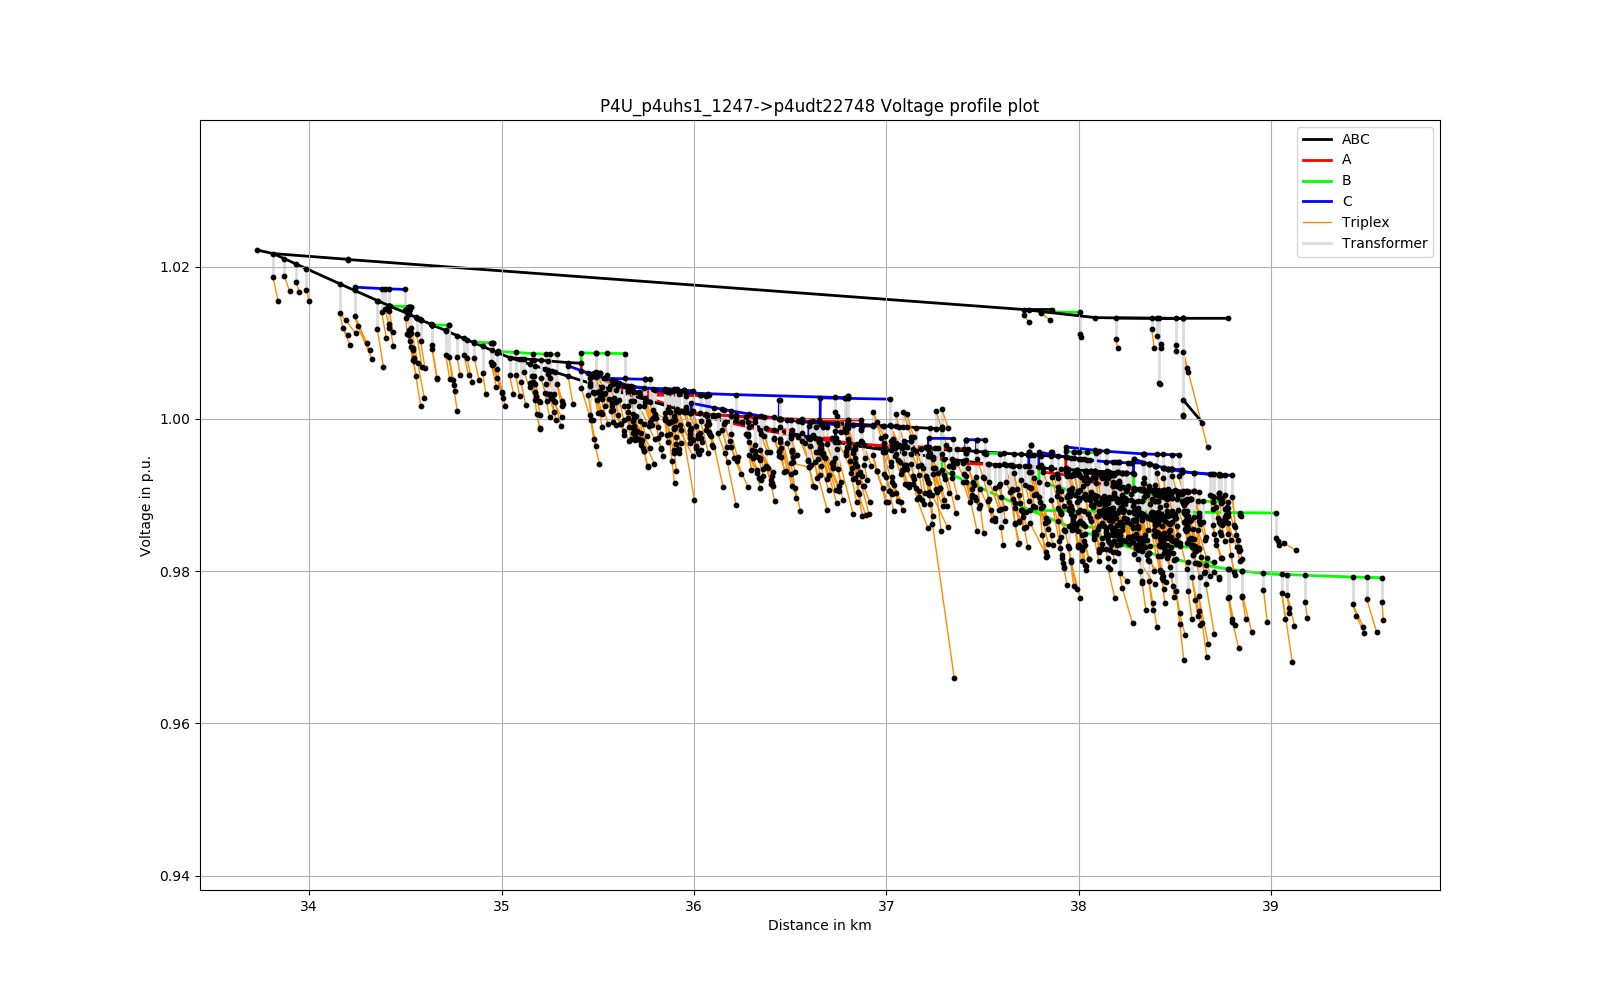 P4U_p4uhs1_1247->p4udt22748 Voltage profile plot
ABC
A
B
C
Triplex
Transformer
1.02
1.00
0.98
0.96
0.94
Voltage in p.u.
34
35
36
37
38
39
Distance in km